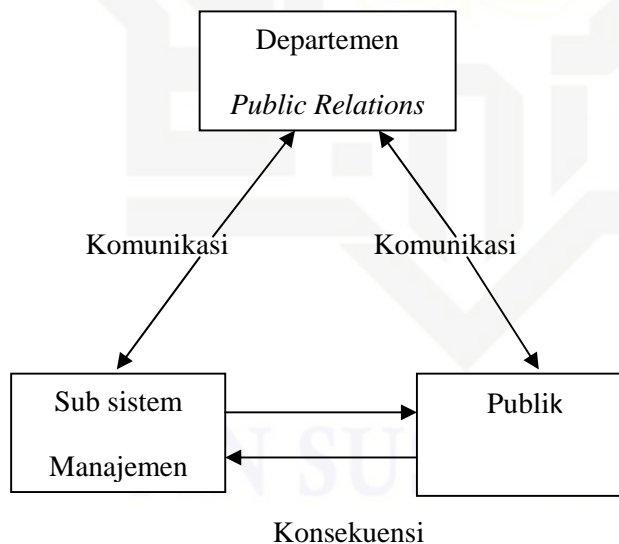 Departemen
Public Relations
Komunikasi
Komunikasi
Sub sistem
Manajemen
Publik
Konsekuensi